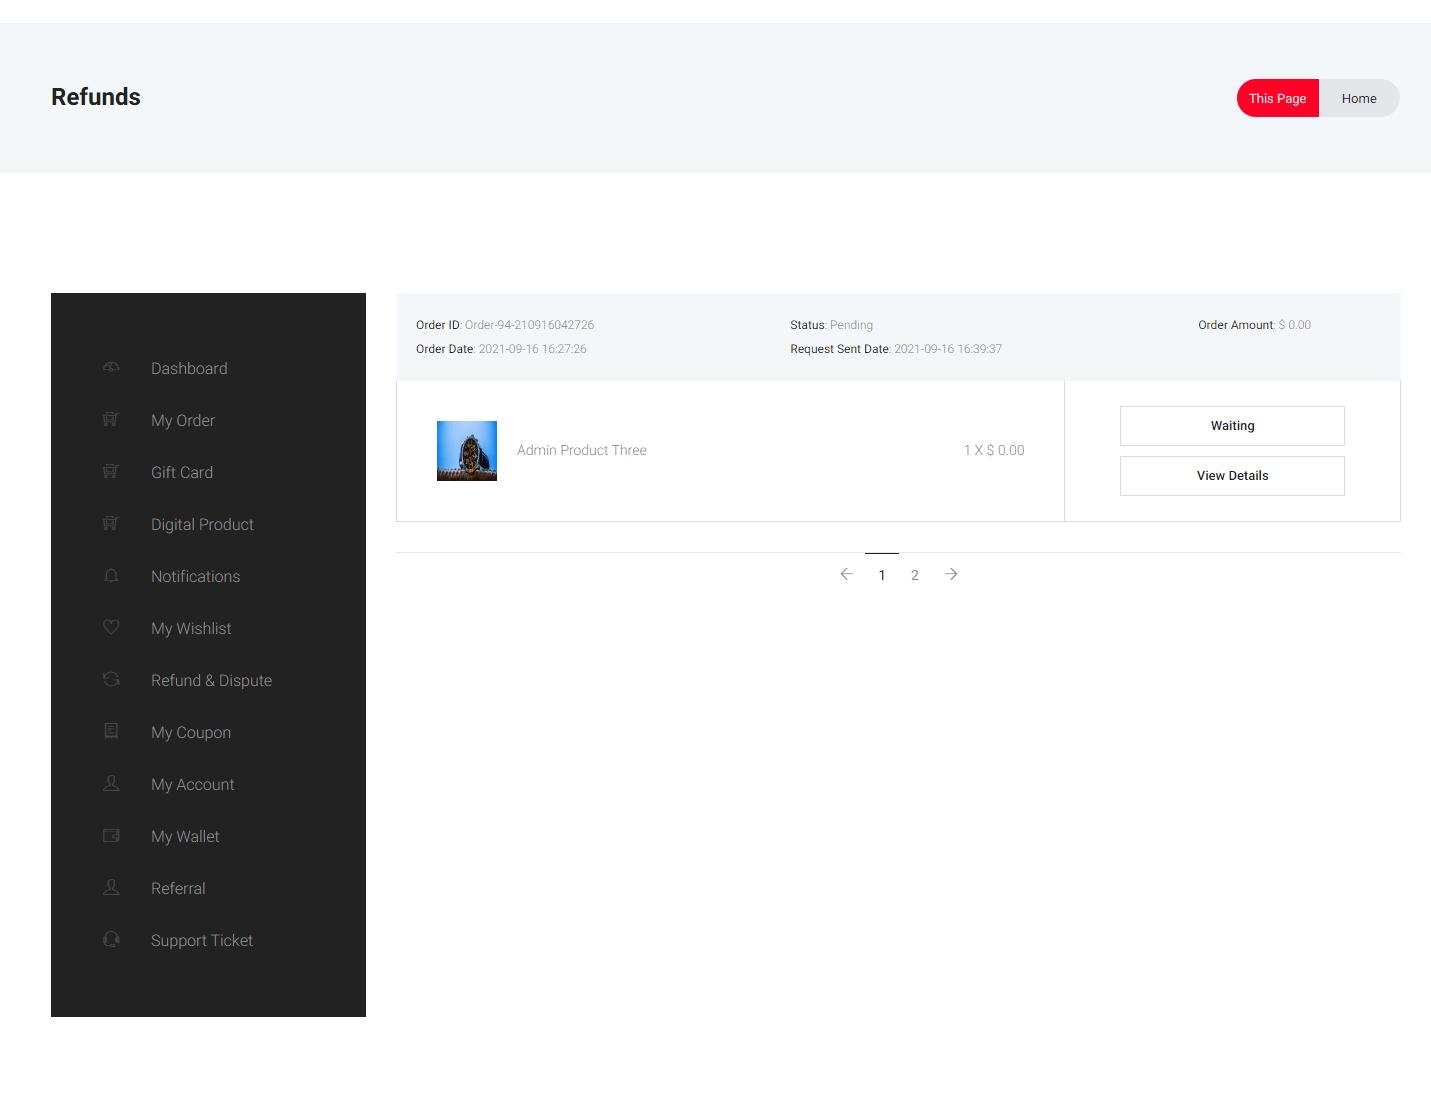 Refunds
This Page Home
Dashboard
My Order
Gift Card
Digital Product
Notifications
My Wishlist
Refund & Dispute
My Coupon
My Account
My Wallet
Referral
Support Ticket
Order ID: Order-94-210916042726 Status: Pending Order Amount: $ 0.00
Order Date: 2021-09-16 16:27:26 Request Sent Date: 2021-09-16 16:39:37
Admin Product Three 1 X $ 0.00
Waiting
View Details
1 2